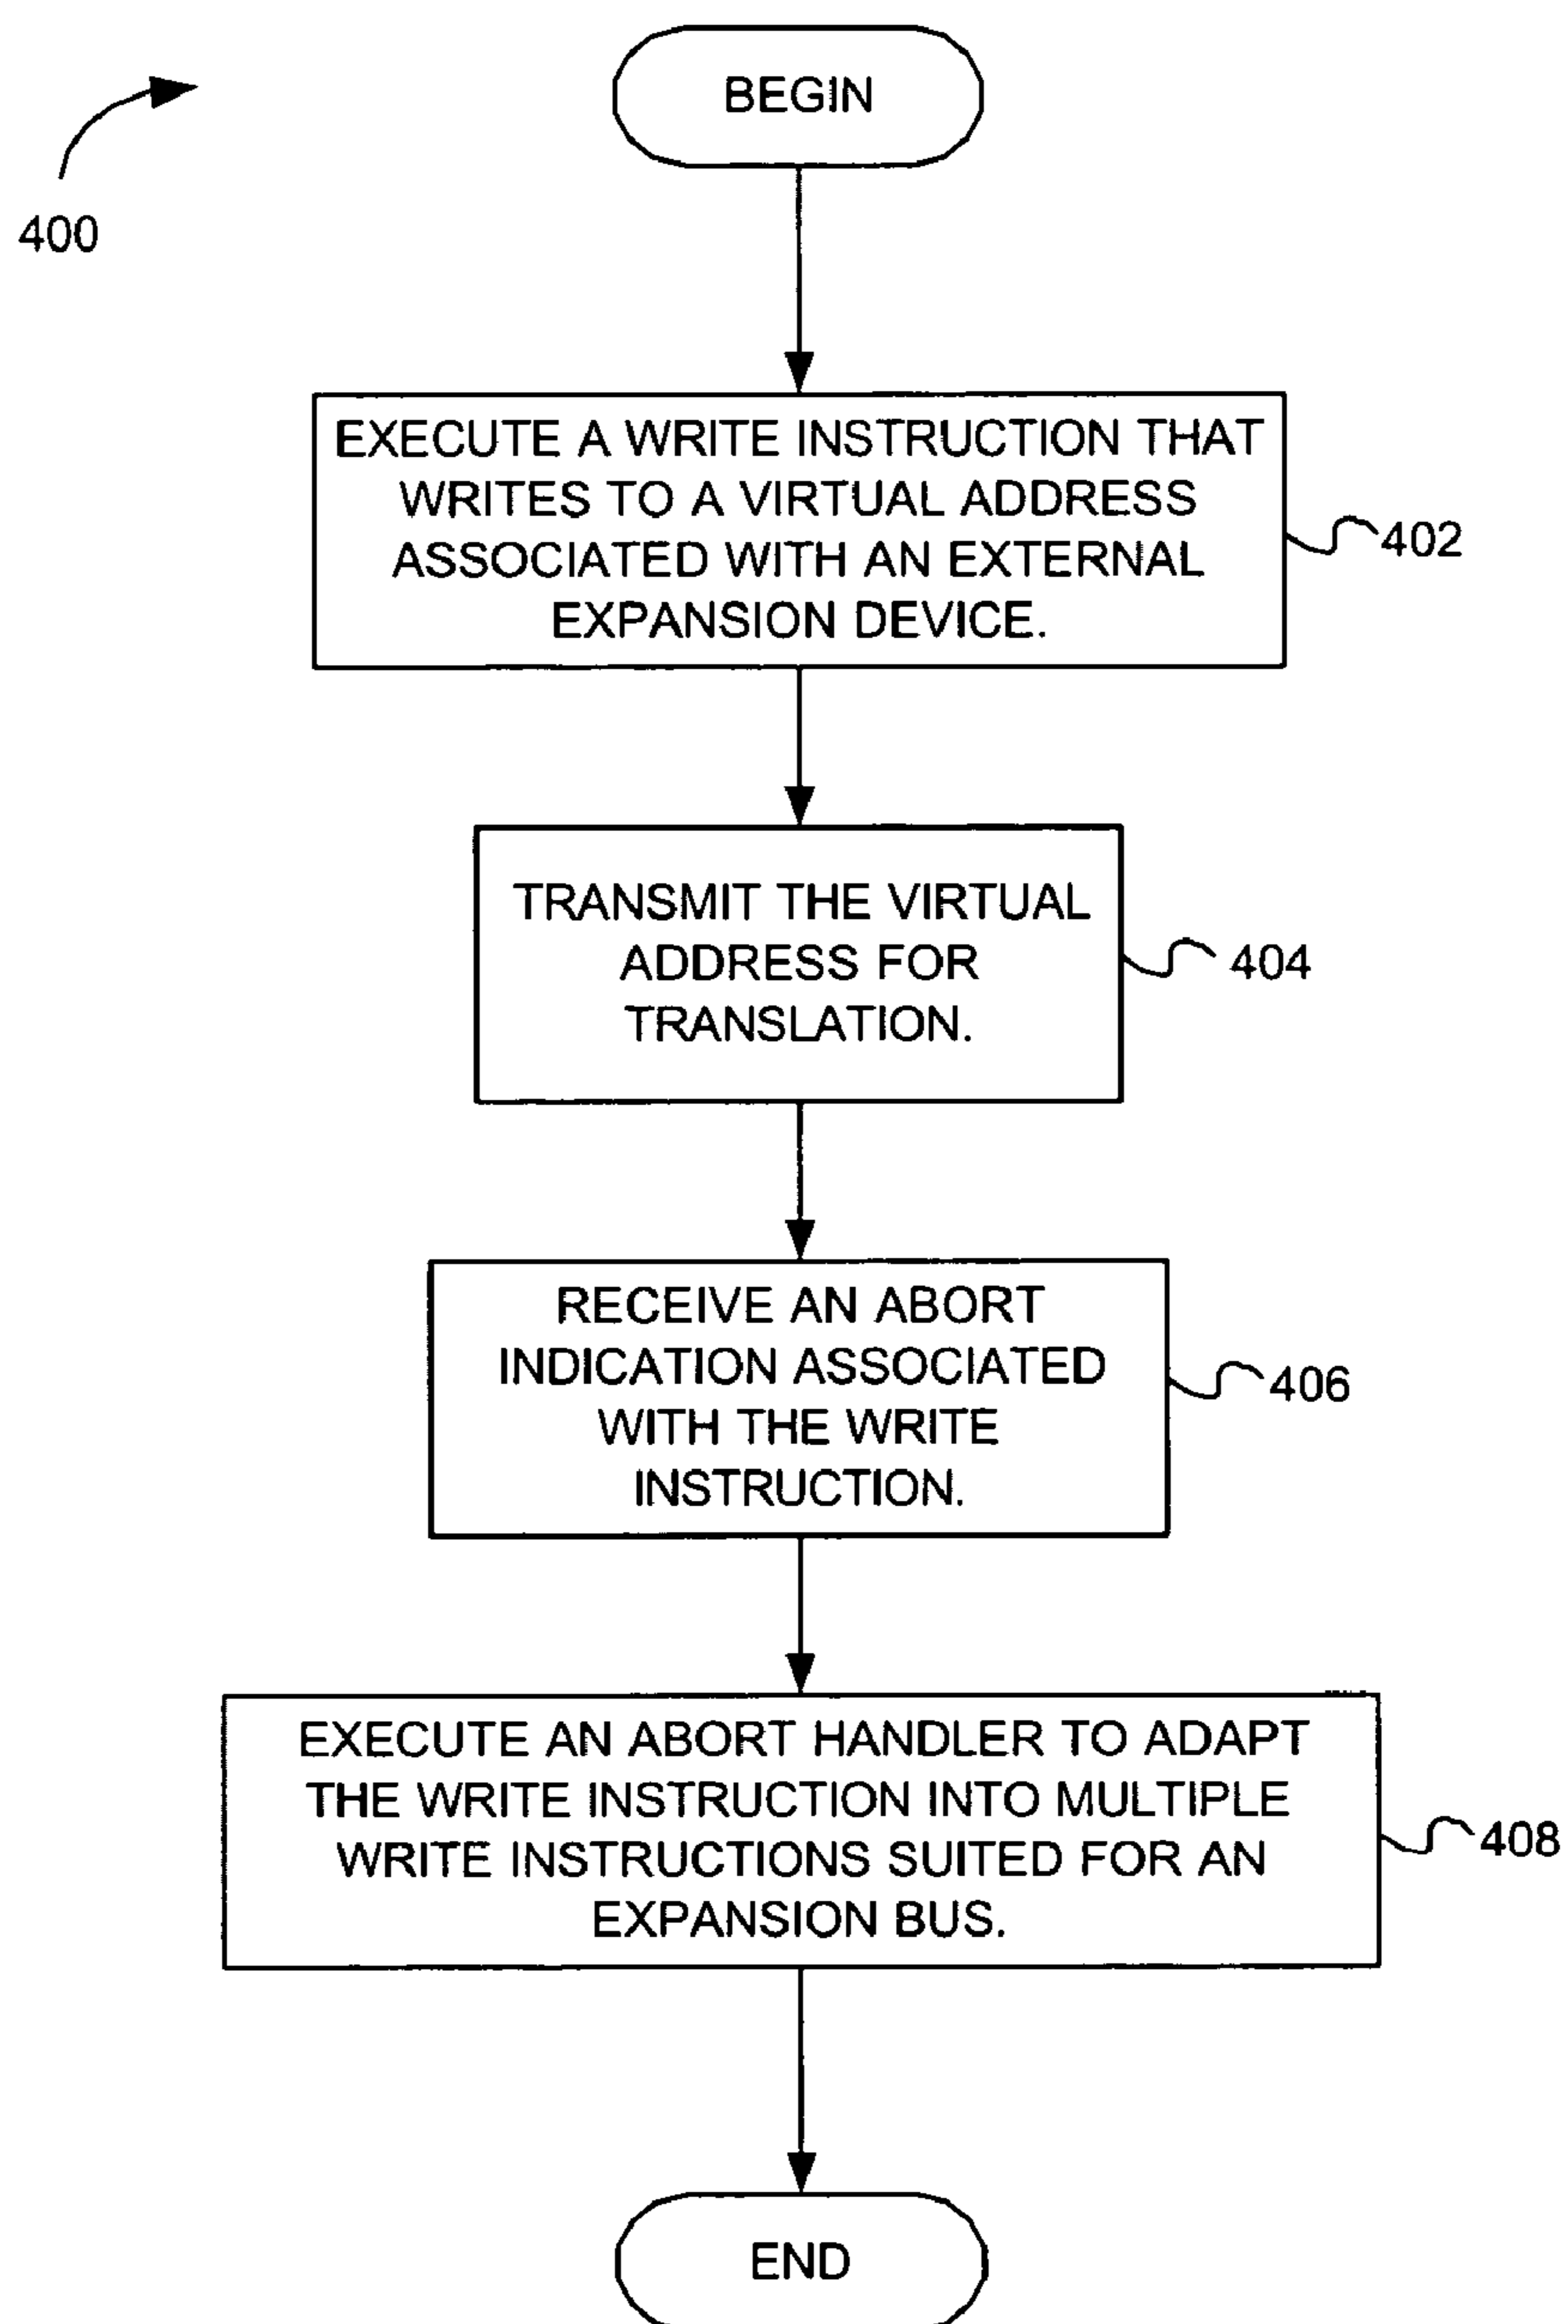 BEGIN
400
EXECUTE A WRITE INSTRUCTION THAT
WRITES TO A VIRTUAL ADDRESS
ASSOCIATED WITH AN EXTERNAL
EXPANSION DEVICE.
402
TRANSMIT THE VIRTUAL
ADDRESS FOR
TRANSLATION.
404
RECEIVE AN ABORT
INDICATION ASSOCIATED
WITH THE WRITE
INSTRUCTION.
406
EXECUTE AN ABORT HANDLER TO ADAPT
THE WRITE INSTRUCTION INTO MULTIPLE
WRITE INSTRUCTIONS SUITED FOR AN
EXPANSION BUS.
408
END